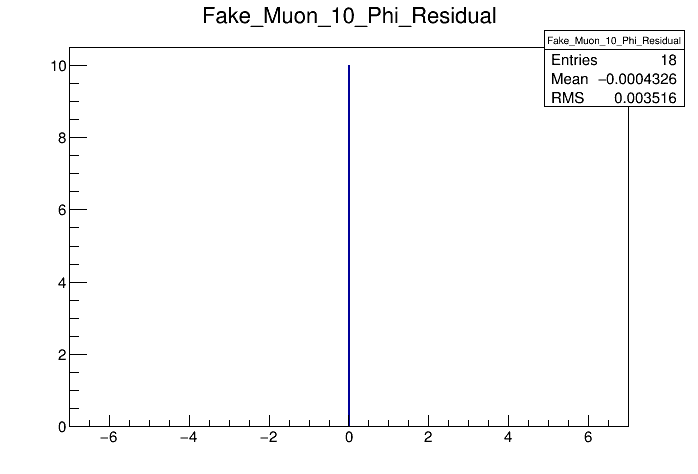 Fake_Muon_10_Phi_Residual
Fake_Muon_10_Phi_Residual
Entries 18
Mean −0.0004326
RMS 0.003516
10
8
6
4
2
0
−6 −4 −2 0 2 4 6